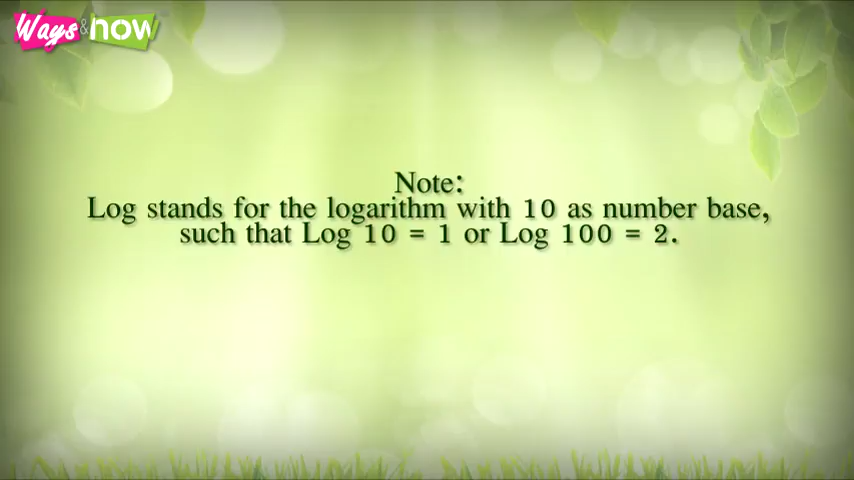 Ways & how
Note:
Log stands for the logarithm with 10 as number base,
such that Log 10 = 1 or Log 100 = 2.